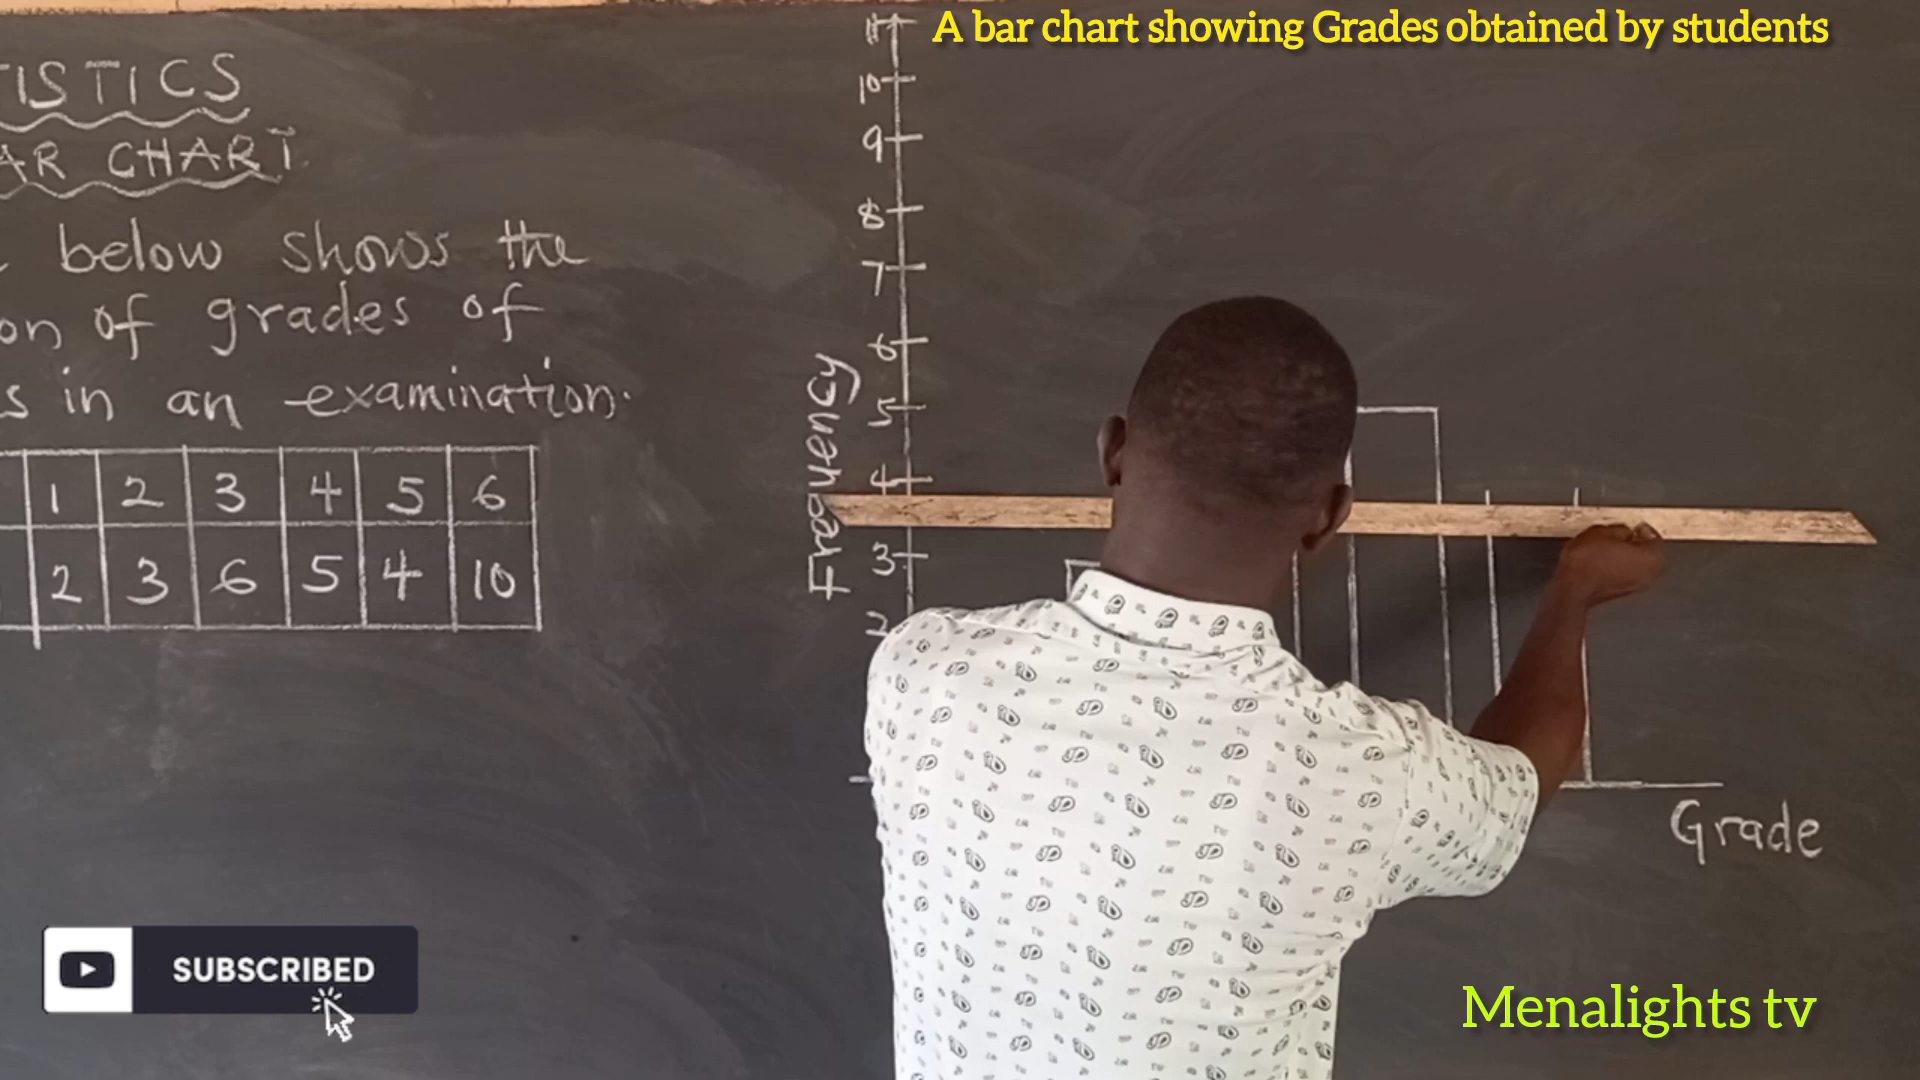 A bar chart showing Grades obtained by students
ISTICS
AR CHART
below shows the
on of grades of
s in an examination.
1 2 3 4 5 6
2 3 6 5 4 10
11
10
9
8
7
6
5
4
3
2
Frequency
Grade
SUBSCRIBED
Menalights tv